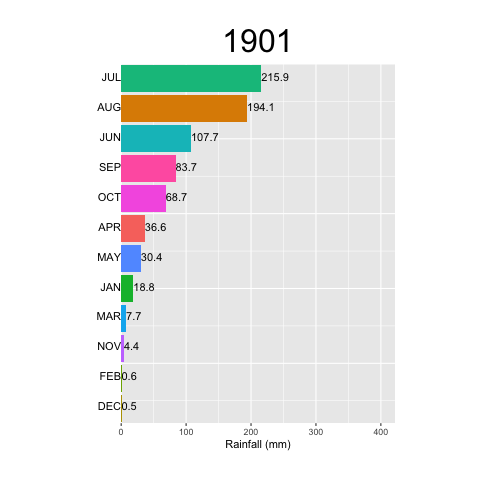 1901
JUL 215.9
AUG 194.1
JUN 107.7
SEP 83.7
OCT 68.7
APR 36.6
MAY 30.4
JAN 18.8
MAR 7.7
NOV 4.4
FEB 0.6
DEC 0.5
0 100 200 300 400
Rainfall (mm)